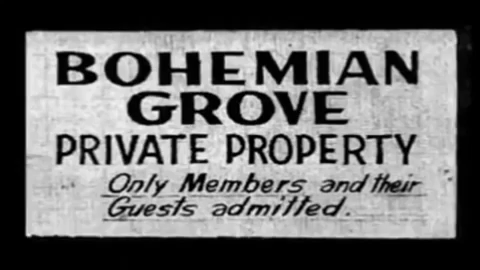 BOHEMIAN
GROVE
PRIVATE PROPERTY
Only Members and their
Guests admitted.